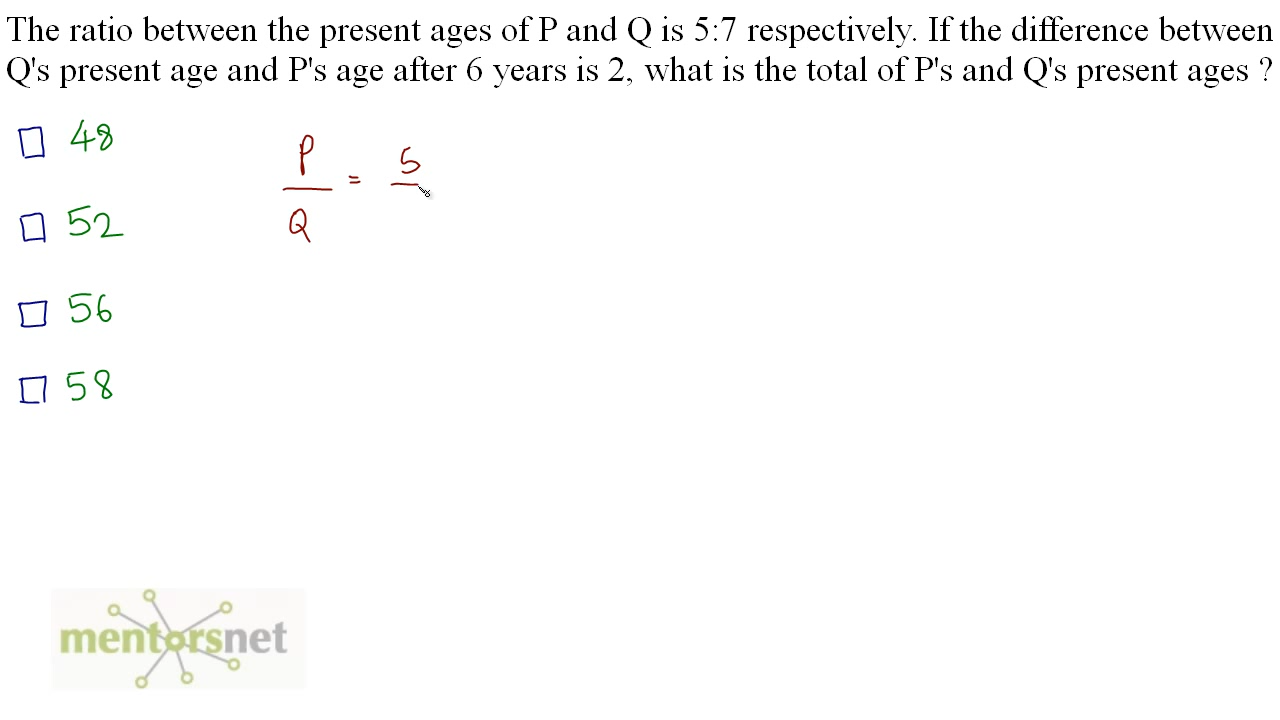 The ratio between the present ages of P and Q is 5:7 respectively. If the difference between
Q's present age and P's age after 6 years is 2, what is the total of P's and Q's present ages ?
48
52
56
58
P
Q
=
5
mentorsnet